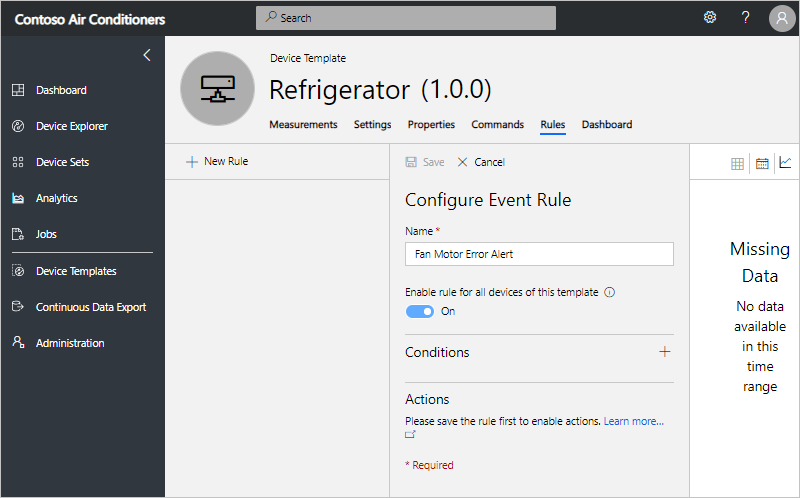 Contoso Air Conditioners
Search
?
Dashboard
Device Explorer
Device Sets
Analytics
Jobs
Device Templates
Continuous Data Export
Administration
Device Template
Refrigerator (1.0.0)
Measurements Settings Properties Commands Rules Dashboard
New Rule
Save Cancel
Configure Event Rule
Name *
Fan Motor Error Alert
Enable rule for all devices of this template
On
Conditions
Actions
Please save the rule first to enable actions. Learn more...
* Required
Missing
Data
No data
available
in this
time
range